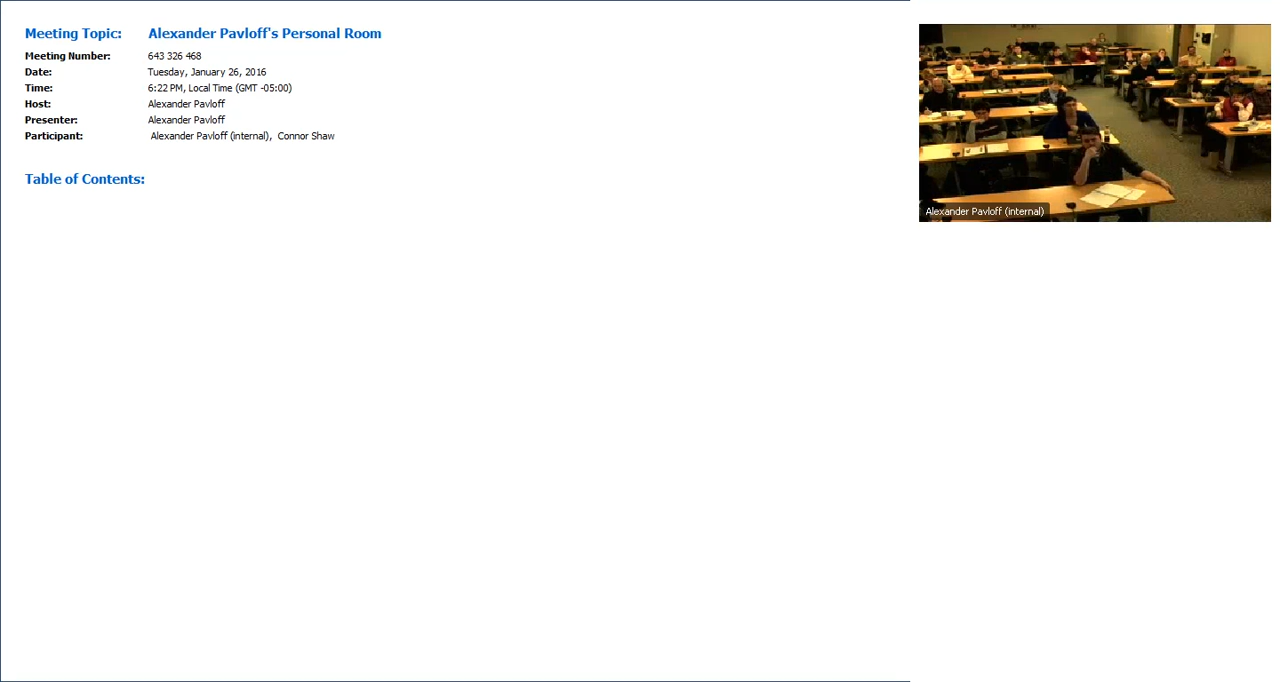 Meeting Topic: Alexander Pavloff's Personal Room
Meeting Number: 643 326 468
Date: Tuesday, January 26, 2016
Time: 6:22 PM, Local Time (GMT -05:00)
Host: Alexander Pavloff
Presenter: Alexander Pavloff
Participant: Alexander Pavloff (internal), Connor Shaw
Table of Contents:
Alexander Pavloff (internal)